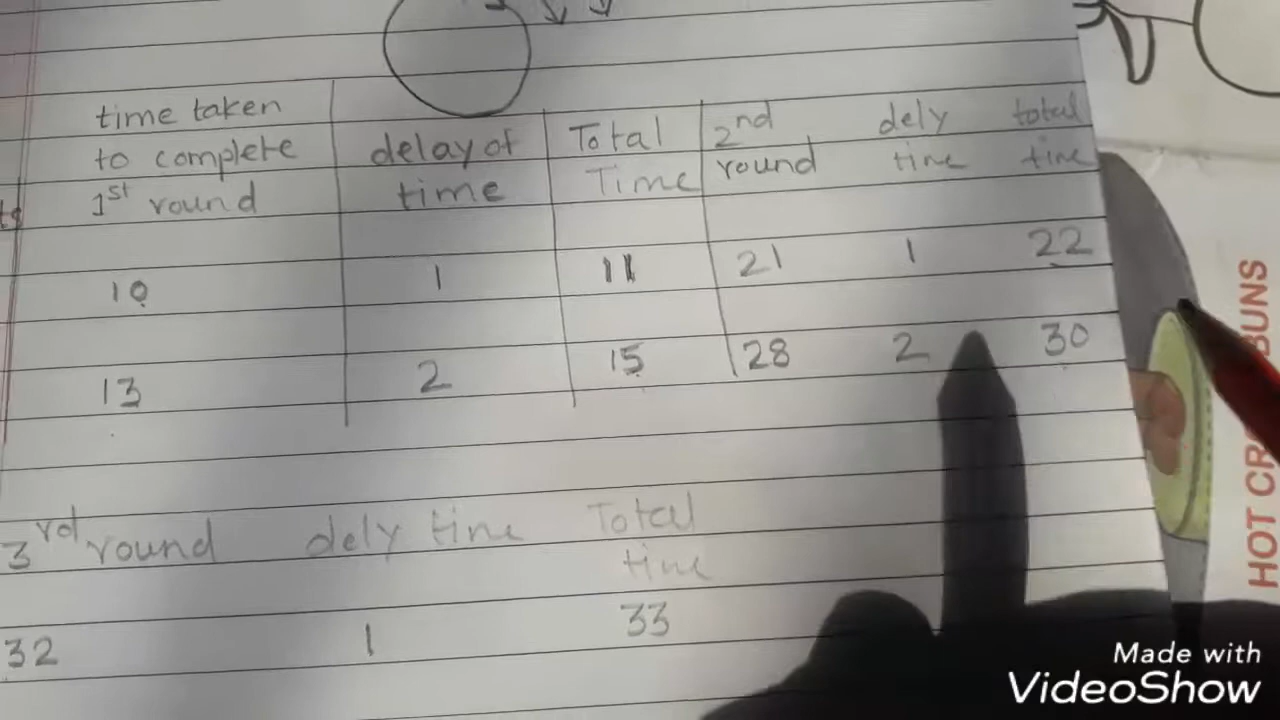 time taken
to complete
1st round
delay of
time
Total
Time
2nd
round
dely
time
total
time
10 1 11 21 1 22
13 2 15 28 2 30
3rd round dely time Total
time
32 1 33
HOT CR BUNS
Made with
VideoShow